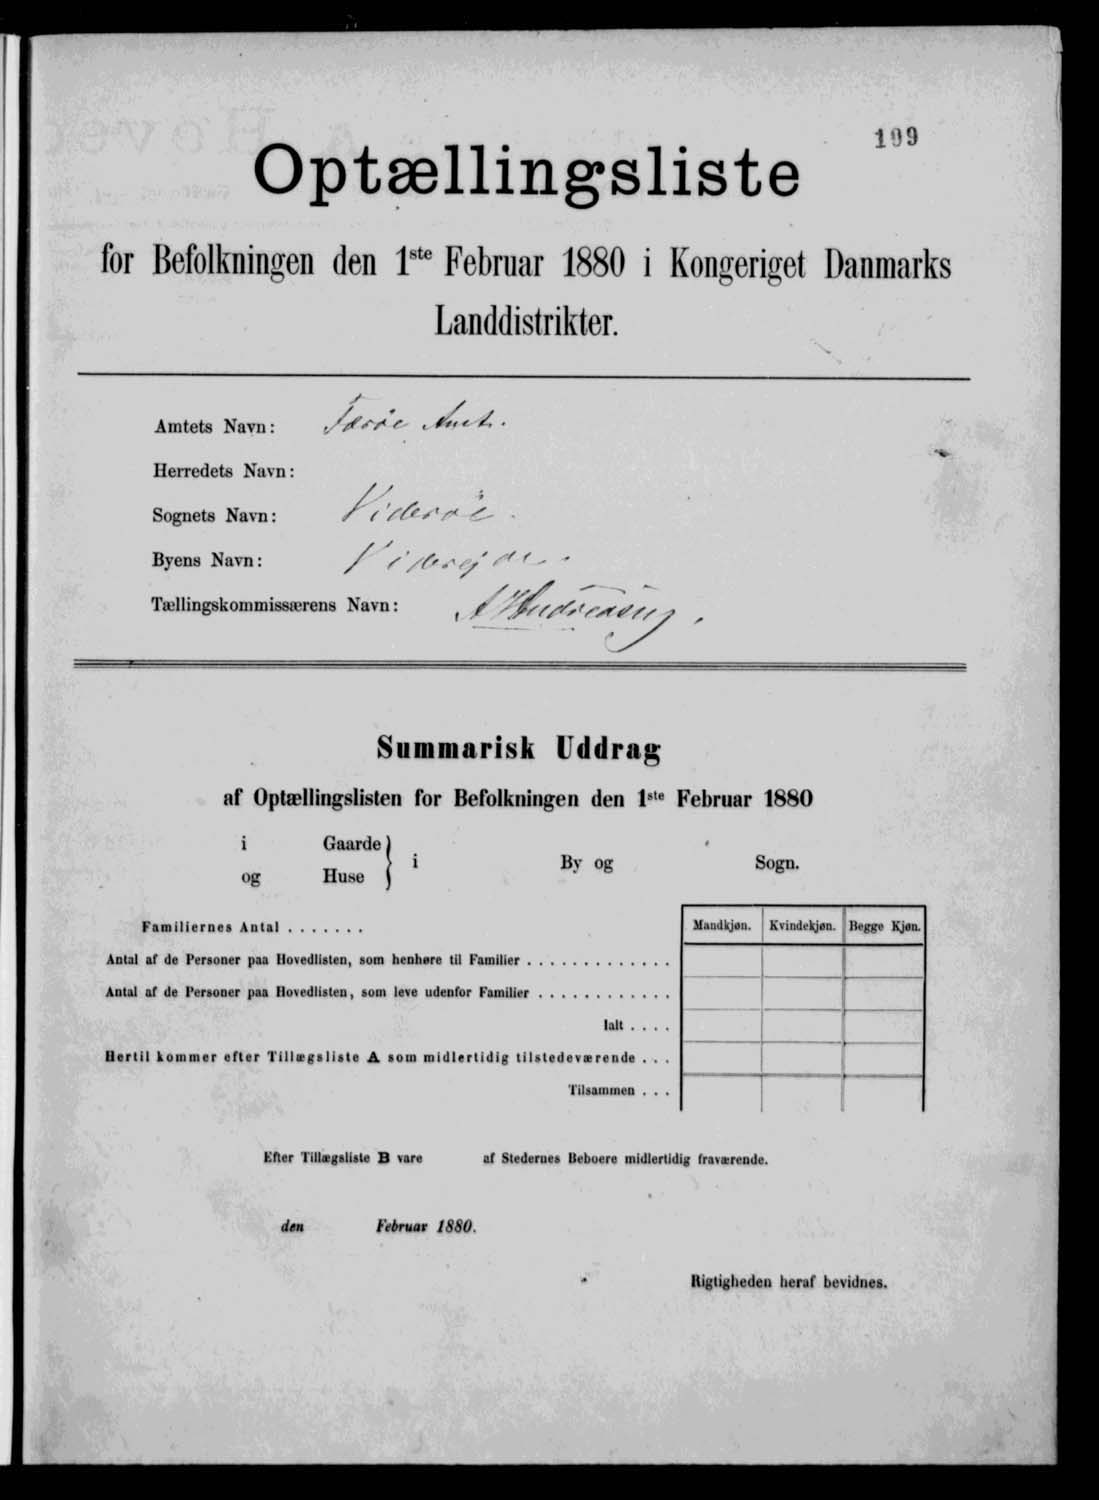 199
Optællingsliste
for Befolkningen den 1ste Februar 1880 i Kongeriget Danmarks
Landdistrikter.
Amtets Navn: Færöe Amt.
Herredets Navn:
Sognets Navn: Videröe.
Byens Navn: Viderejde.
Tællingskommissærens Navn:
Summarisk Uddrag
af Optællingslisten for Befolkningen den 1ste Februar 1880
i Gaarde
og Huse } i By og Sogn.
Mandkjøn. Kvindekjøn. Begge Kjøn.
Familiernes Antal . . . . . . .
Antal af de Personer paa Hovedlisten, som henhøre til Familier . . . . . . . . . . . . .
Antal af de Personer paa Hovedlisten, som leve udenfor Familier . . . . . . . . . . . .
Ialt . . . .
Hertil kommer efter Tillægsliste A som midlertidig tilstedeværende . . .
Tilsammen . . .
Efter Tillægsliste B vare af Stedernes Beboere midlertidig fraværende.
den Februar 1880.
Rigtigheden heraf bevidnes.